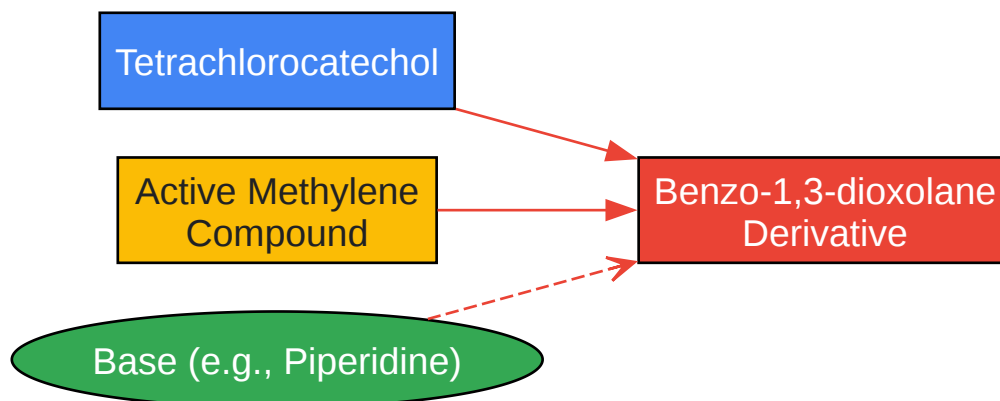 Tetrachlorocatechol
Active Methylene
Compound
Benzo-1,3-dioxolane
Derivative
Base (e.g., Piperidine)